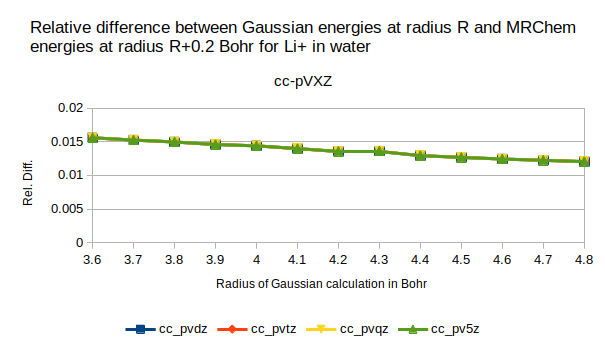 Relative difference between Gaussian energies at radius R and MRChem
energies at radius R+0.2 Bohr for Li+ in water
cc-pVXZ
0.02
0.015
0.01
0.005
0
Rel. Diff.
3.6 3.7 3.8 3.9 4 4.1 4.2 4.3 4.4 4.5 4.6 4.7 4.8
Radius of Gaussian calculation in Bohr
cc_pvdz cc_pvtz cc_pvqz cc_pv5z